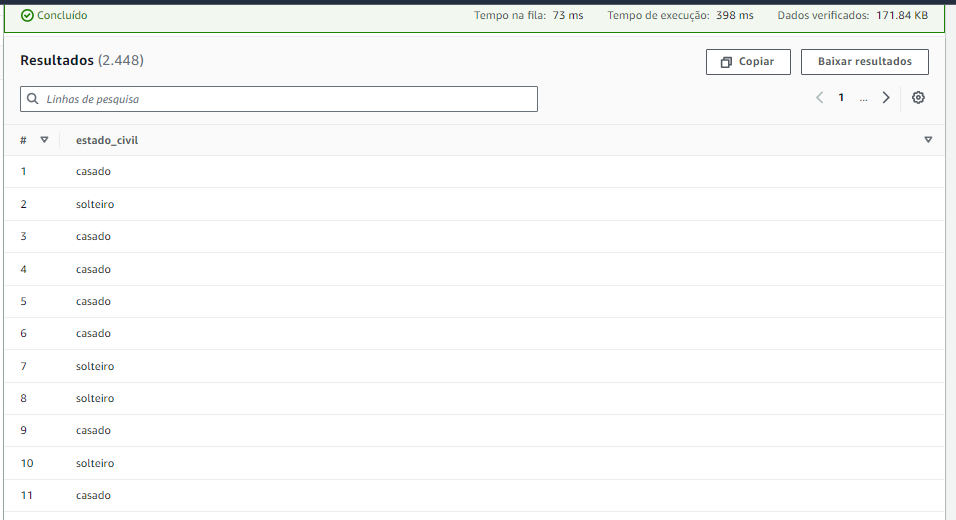 Concluído Tempo na fila: 73 ms Tempo de execução: 398 ms Dados verificados: 171.84 KB
Resultados (2.448) Copiar Baixar resultados
Linhas de pesquisa 1 ...
# estado_civil
1 casado
2 solteiro
3 casado
4 casado
5 casado
6 casado
7 solteiro
8 solteiro
9 casado
10 solteiro
11 casado